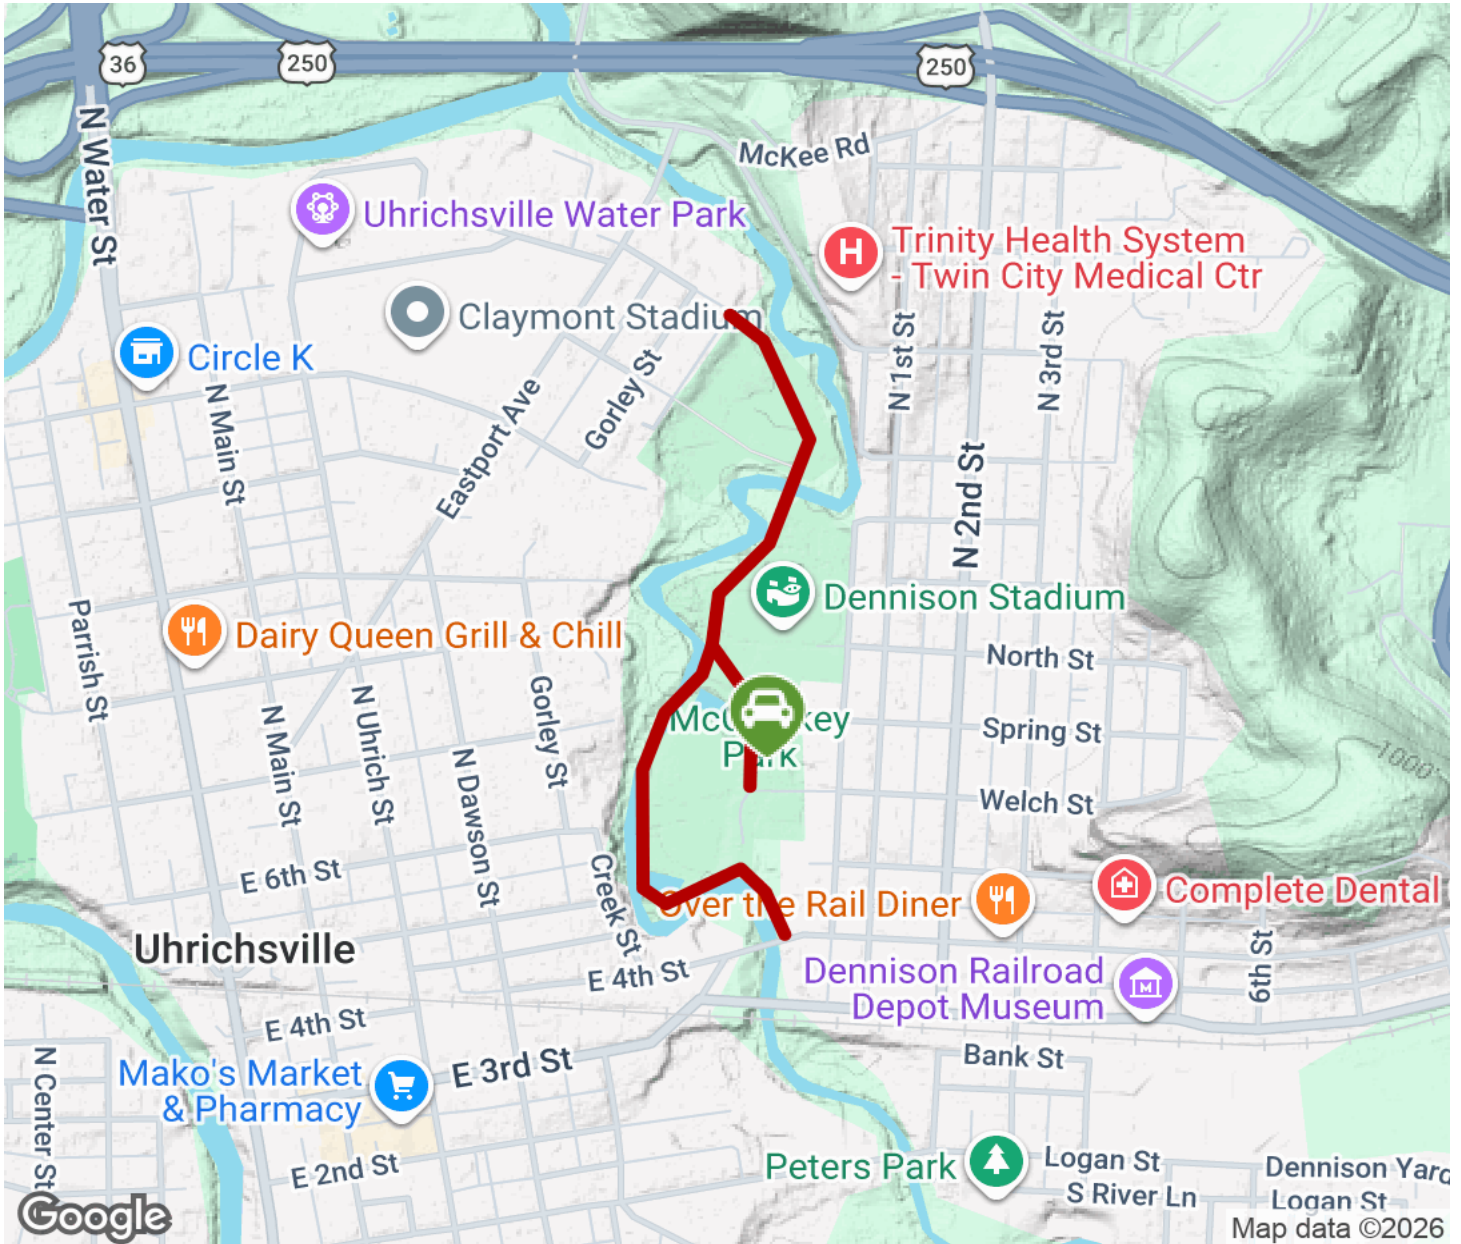 36
250
250
N Water St
McKee Rd
Uhrichsville Water Park
Trinity Health System
- Twin City Medical Ctr
H
Claymont Stadium
Circle K
N 1st St
N 3rd St
Gorley St
N Main St
Eastport Ave
N 2nd St
Dennison Stadium
Dairy Queen Grill & Chill
Parrish St
North St
Gorley St
N Uhrich St
N Main St
Spring St
Park
N Dawson St
1000'
Welch St
E 6th St
Creek St
Over the Rail Diner
Complete Dental
Uhrichsville
6th St
E 4th St
Dennison Railroad
Depot Museum
M
E 4th St
N Center St
E 3rd St
Bank St
Mako's Market
& Pharmacy
E 2nd St
Peters Park
Logan St
Dennison Yard
S River Ln
Logan St
Google
Map data ©2026